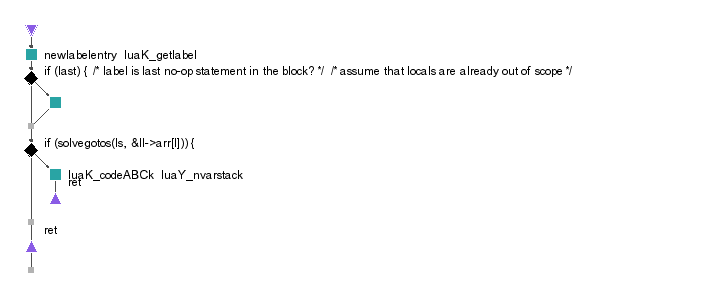 newlabelentry luaK_getlabel
if (last) { /* label is last no-op statement in the block? */ /* assume that locals are already out of scope */
if (solvegotos(ls, &ll->arr[l])) {
luaK_codeABCk luaY_nvarstack
ret
ret